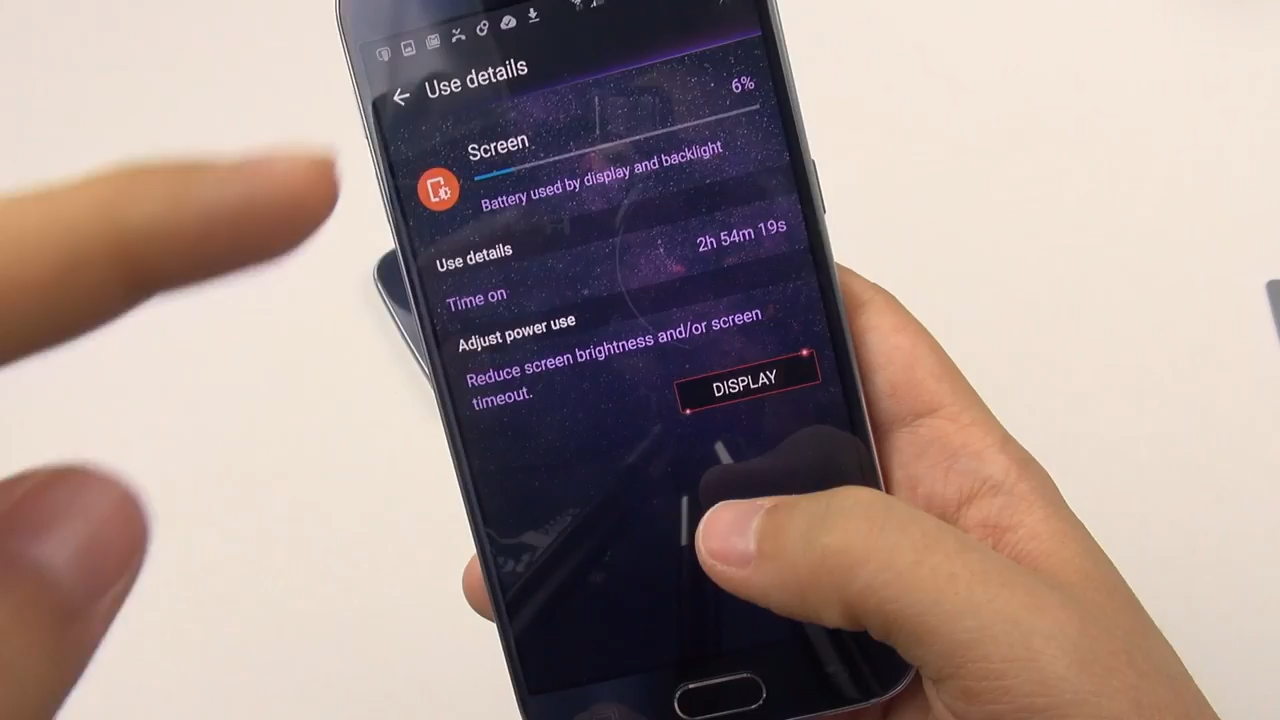 Use details
6%
Screen
Battery used by display and backlight
Use details
Time on 2h 54m 19s
Adjust power use
Reduce screen brightness and/or screen
timeout.
DISPLAY